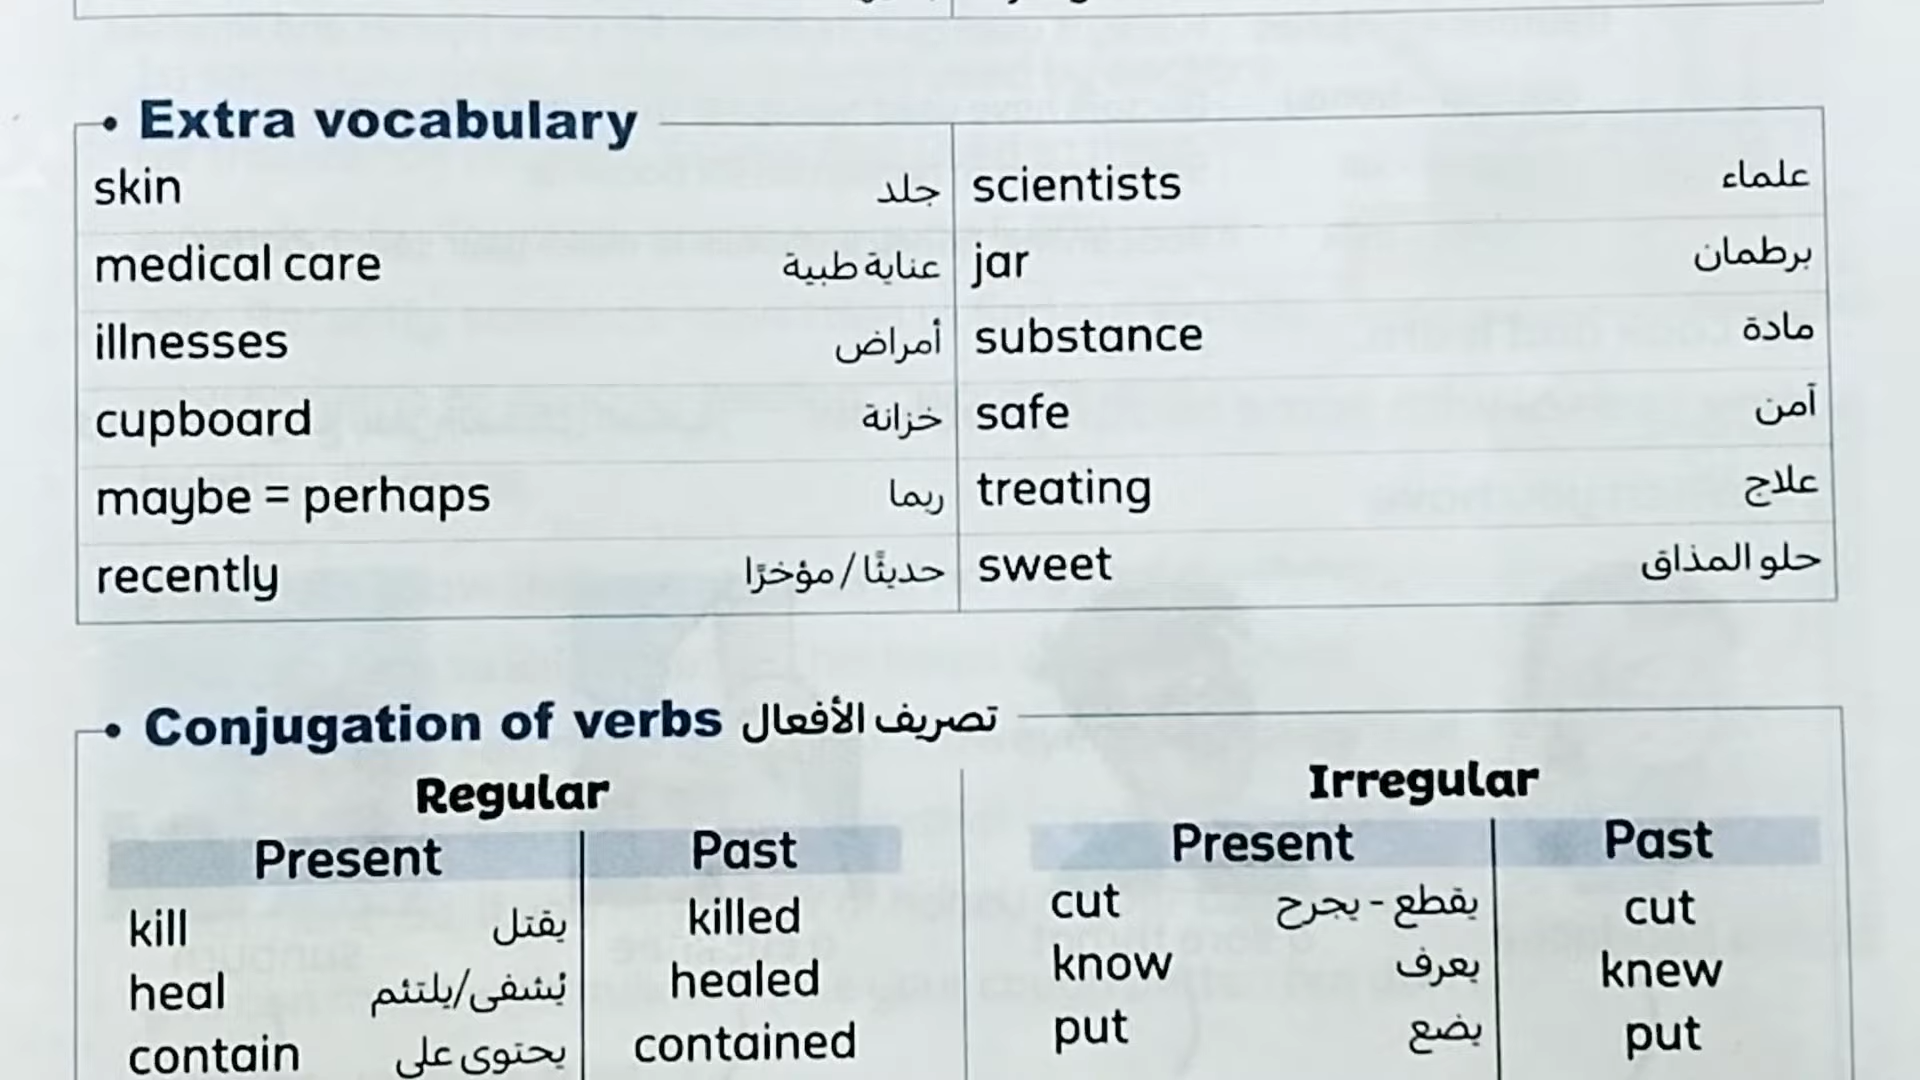 • Extra vocabulary
skin جلد scientists علماء
medical care عناية طبية jar برطمان
illnesses أمراض substance مادة
cupboard خزانة safe آمن
maybe = perhaps ربما treating علاج
recently حديثًا / مؤخرًا sweet حلو المذاق
• Conjugation of verbs تصريف الأفعال
Regular Irregular
Present Past Present Past
kill يقتل killed cut يقطع - يجرح cut
heal يُشفى/يلتئم healed know يعرف knew
contain يحتوى على contained put يضع put